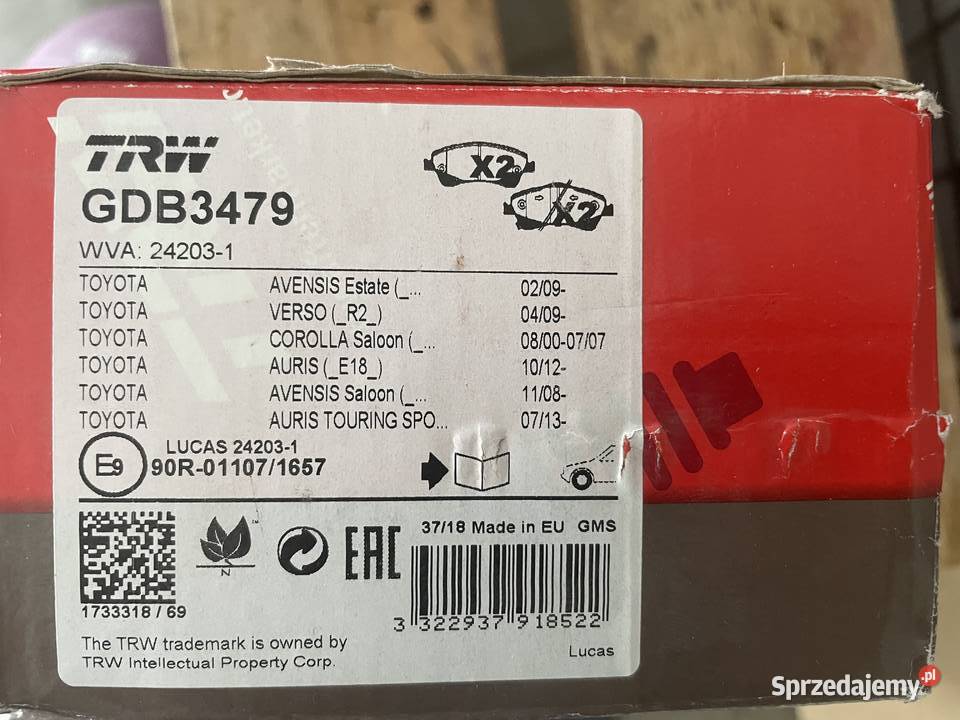 TRW
GDB3479
X2
X2
WVA: 24203-1
TOYOTA AVENSIS Estate (_... 02/09-
TOYOTA VERSO (_R2_) 04/09-
TOYOTA COROLLA Saloon (_... 08/00-07/07
TOYOTA AURIS (_E18_) 10/12-
TOYOTA AVENSIS Saloon (_... 11/08-
TOYOTA AURIS TOURING SPO... 07/13-
LUCAS 24203-1
E9 90R-01107/1657
37/18 Made in EU GMS
N
EAC
1733318 / 69
3 322937 918522
The TRW trademark is owned by
TRW Intellectual Property Corp.
Lucas
Sprzedajemy.pl